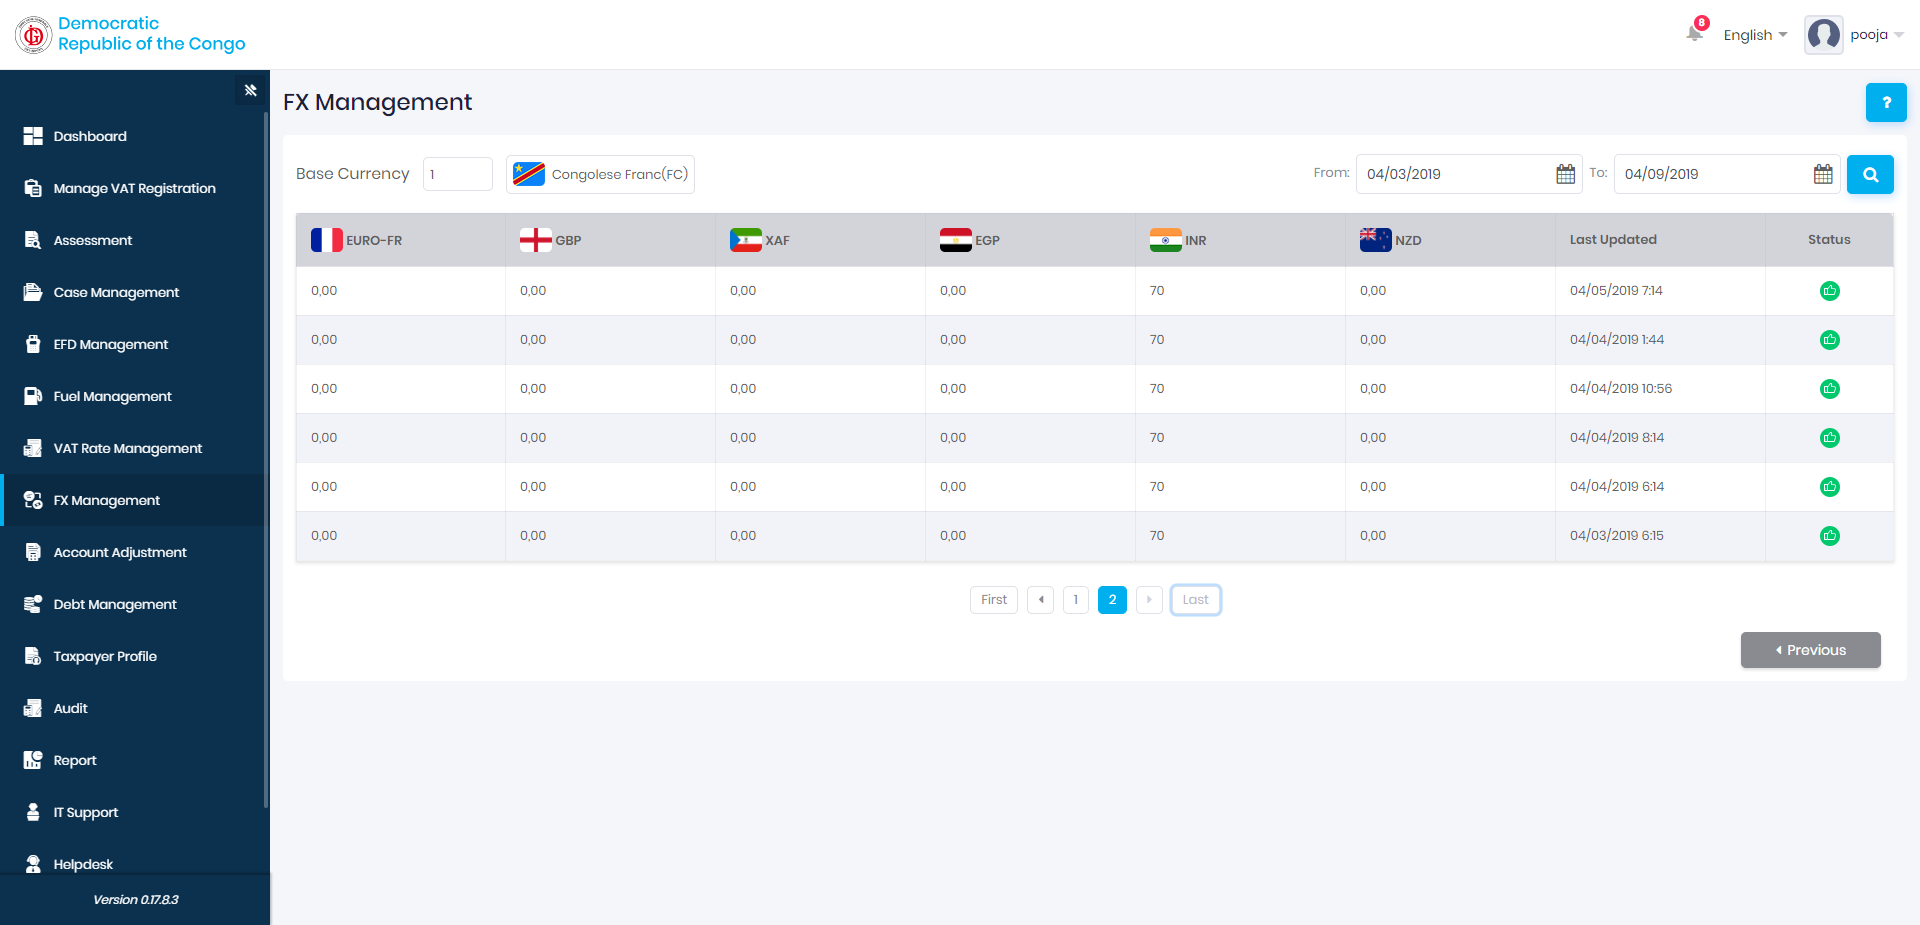 Democratic
Republic of the Congo
8
English
pooja
Dashboard
Manage VAT Registration
Assessment
Case Management
EFD Management
Fuel Management
VAT Rate Management
FX Management
Account Adjustment
Debt Management
Taxpayer Profile
Audit
Report
IT Support
Helpdesk
Version 0.17.8.3
FX Management
?
Base Currency 1 Congolese Franc(FC) From: 04/03/2019 To: 04/09/2019
EURO-FR GBP XAF EGP INR NZD Last Updated Status
0,00 0,00 0,00 0,00 70 0,00 04/05/2019 7:14
0,00 0,00 0,00 0,00 70 0,00 04/04/2019 1:44
0,00 0,00 0,00 0,00 70 0,00 04/04/2019 10:56
0,00 0,00 0,00 0,00 70 0,00 04/04/2019 8:14
0,00 0,00 0,00 0,00 70 0,00 04/04/2019 6:14
0,00 0,00 0,00 0,00 70 0,00 04/03/2019 6:15
First 1 2 Last
Previous